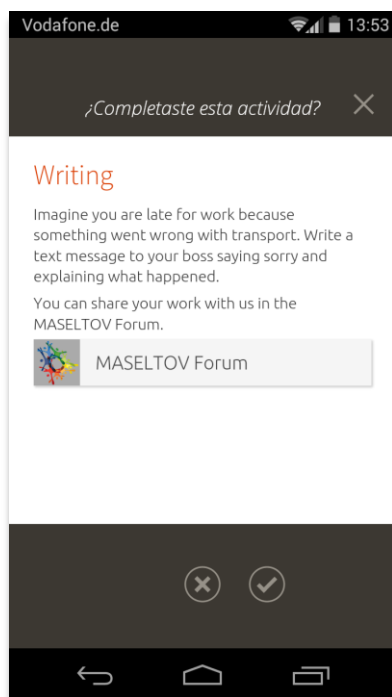 Vodafone.de 13:53
¿Completaste esta actividad?
Writing
Imagine you are late for work because
something went wrong with transport. Write a
text message to your boss saying sorry and
explaining what happened.
You can share your work with us in the
MASELTOV Forum.
MASELTOV Forum